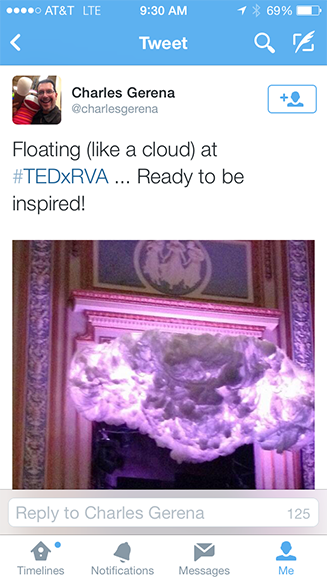 AT&T LTE 9:30 AM 69%
Tweet
Charles Gerena
@charlesgerena
Floating (like a cloud) at
#TEDxRVA ... Ready to be
inspired!
Reply to Charles Gerena 125
Timelines Notifications Messages Me